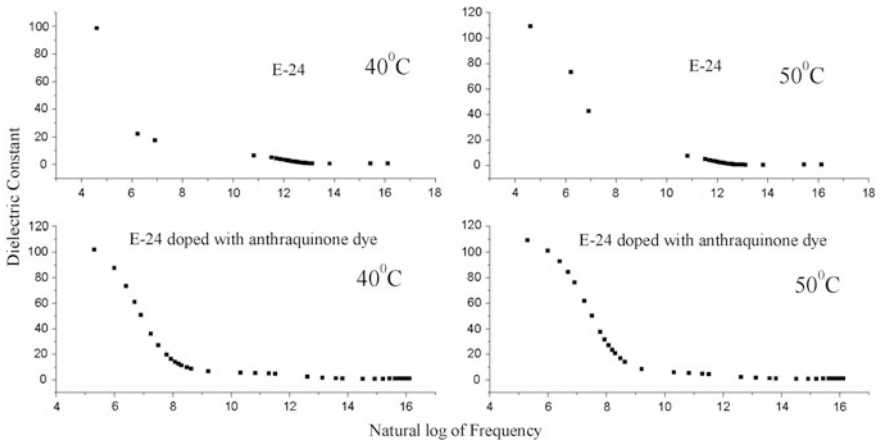 Dielectric Constant
100
80
60
40
20
0
4 6 8 10 12 14 16 18
E-24
40⁰C
120
100
80
60
40
20
0
4 6 8 10 12 14 16 18
E-24
50⁰C
120
100
80
60
40
20
0
4 6 8 10 12 14 16
E-24 doped with anthraquinone dye
40⁰C
120
100
80
60
40
20
0
4 6 8 10 12 14 16
E-24 doped with anthraquinone dye
50⁰C
Natural log of Frequency